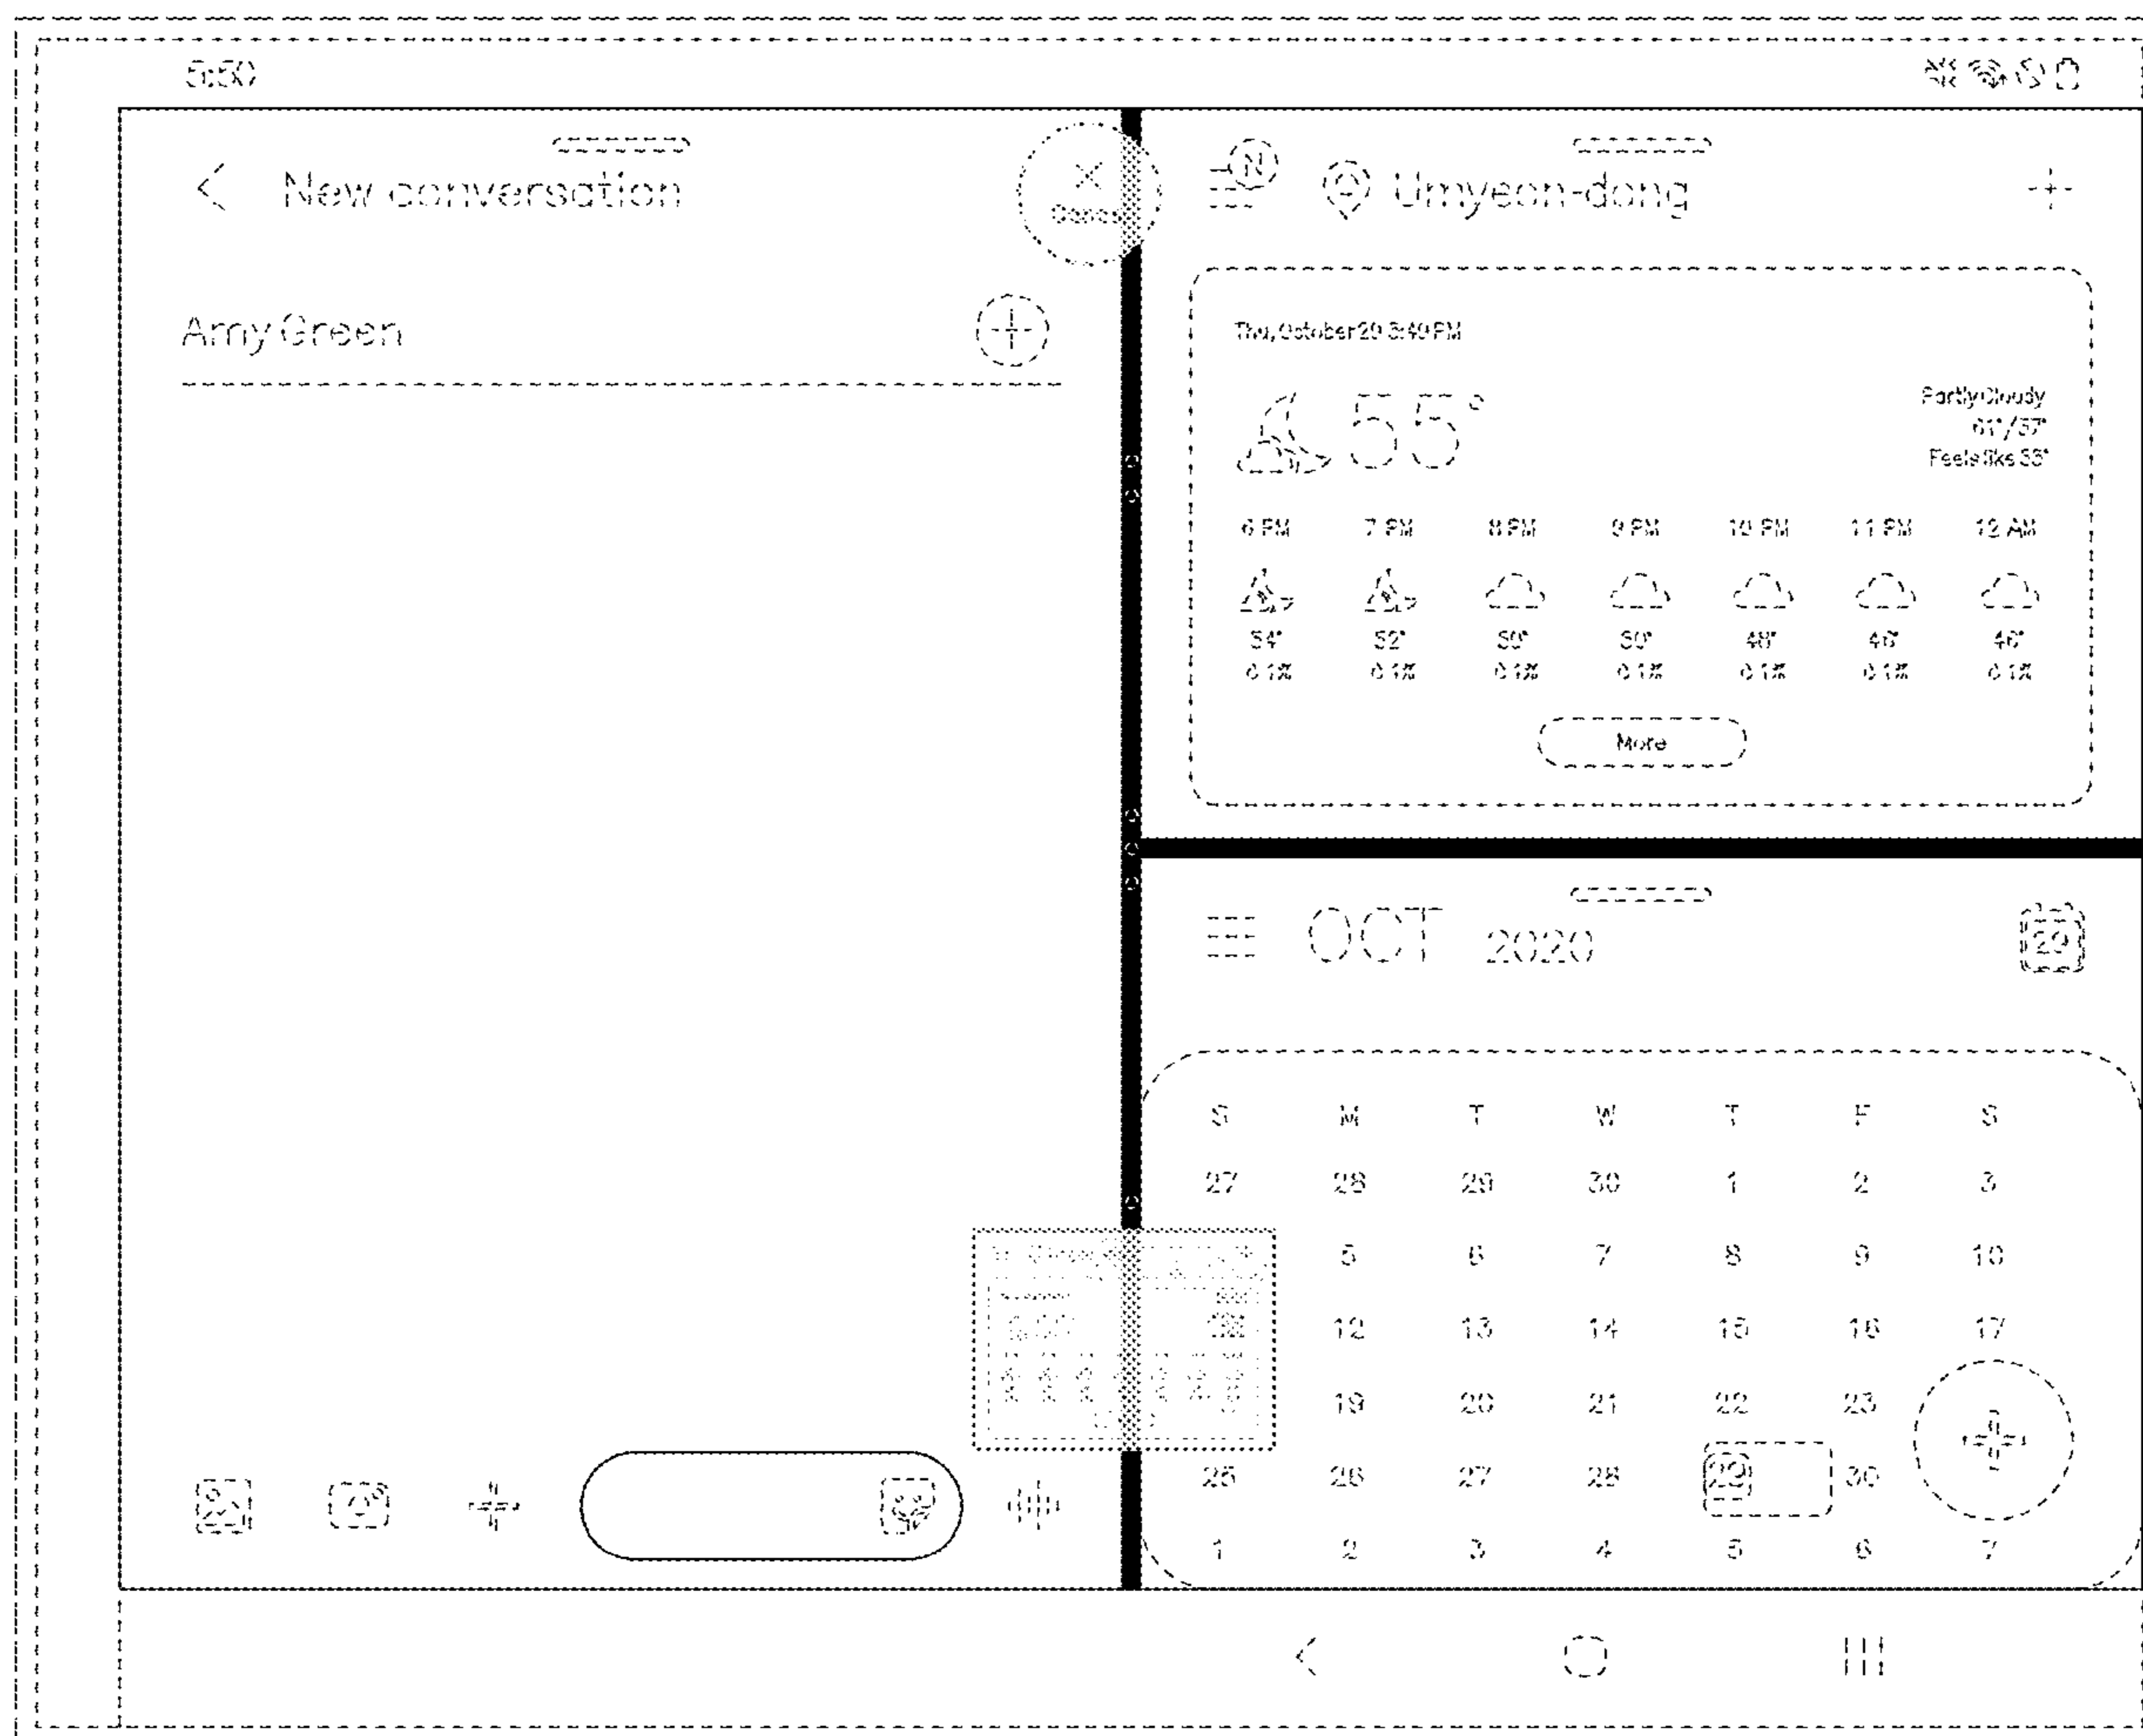 5:50
New conversation
Amy Green
N
Umyeon-dong
Thu, October 29 5:49 PM
55°
Partly Cloudy
61°/37°
Feels like 55°
6 PM 7 PM 8 PM 9 PM 10 PM 11 PM 12 AM
54° 52° 50° 50° 48° 46° 46°
More
OCT 2020
29
S M T W T F S
27 28 29 30 1 2 3
5 6 7 8 9 10
12 13 14 15 16 17
19 20 21 22 23
25 26 27 28 29 30
1 2 3 4 5 6 7